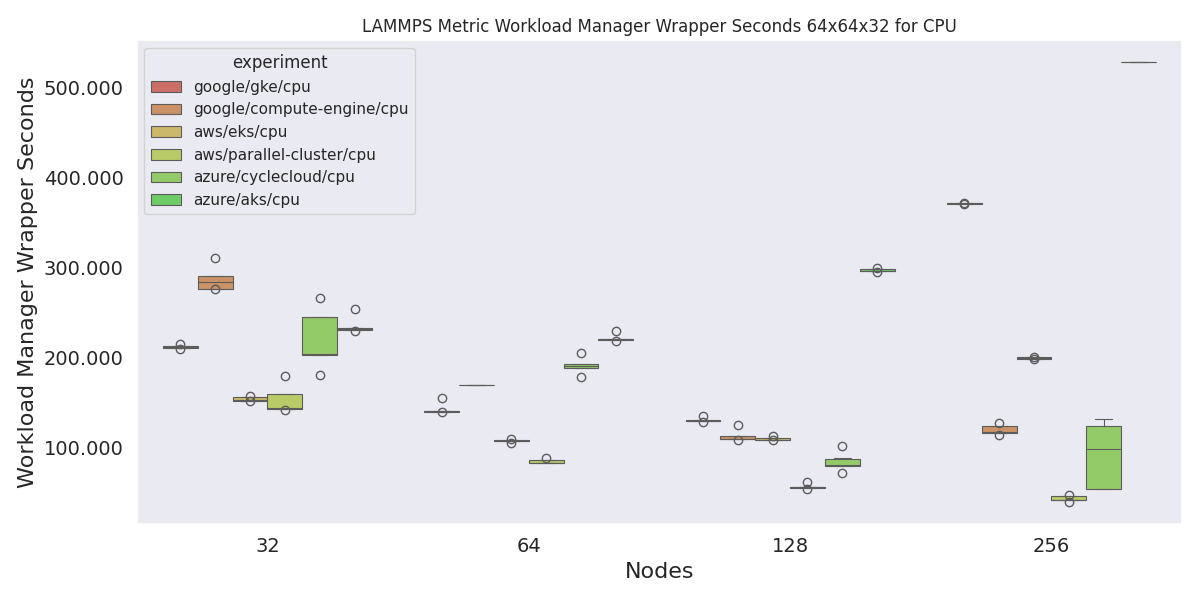 LAMMPS Metric Workload Manager Wrapper Seconds 64x64x32 for CPU
Workload Manager Wrapper Seconds
500.000
400.000
300.000
200.000
100.000
experiment
google/gke/cpu
google/compute-engine/cpu
aws/eks/cpu
aws/parallel-cluster/cpu
azure/cyclecloud/cpu
azure/aks/cpu
32 64 128 256
Nodes